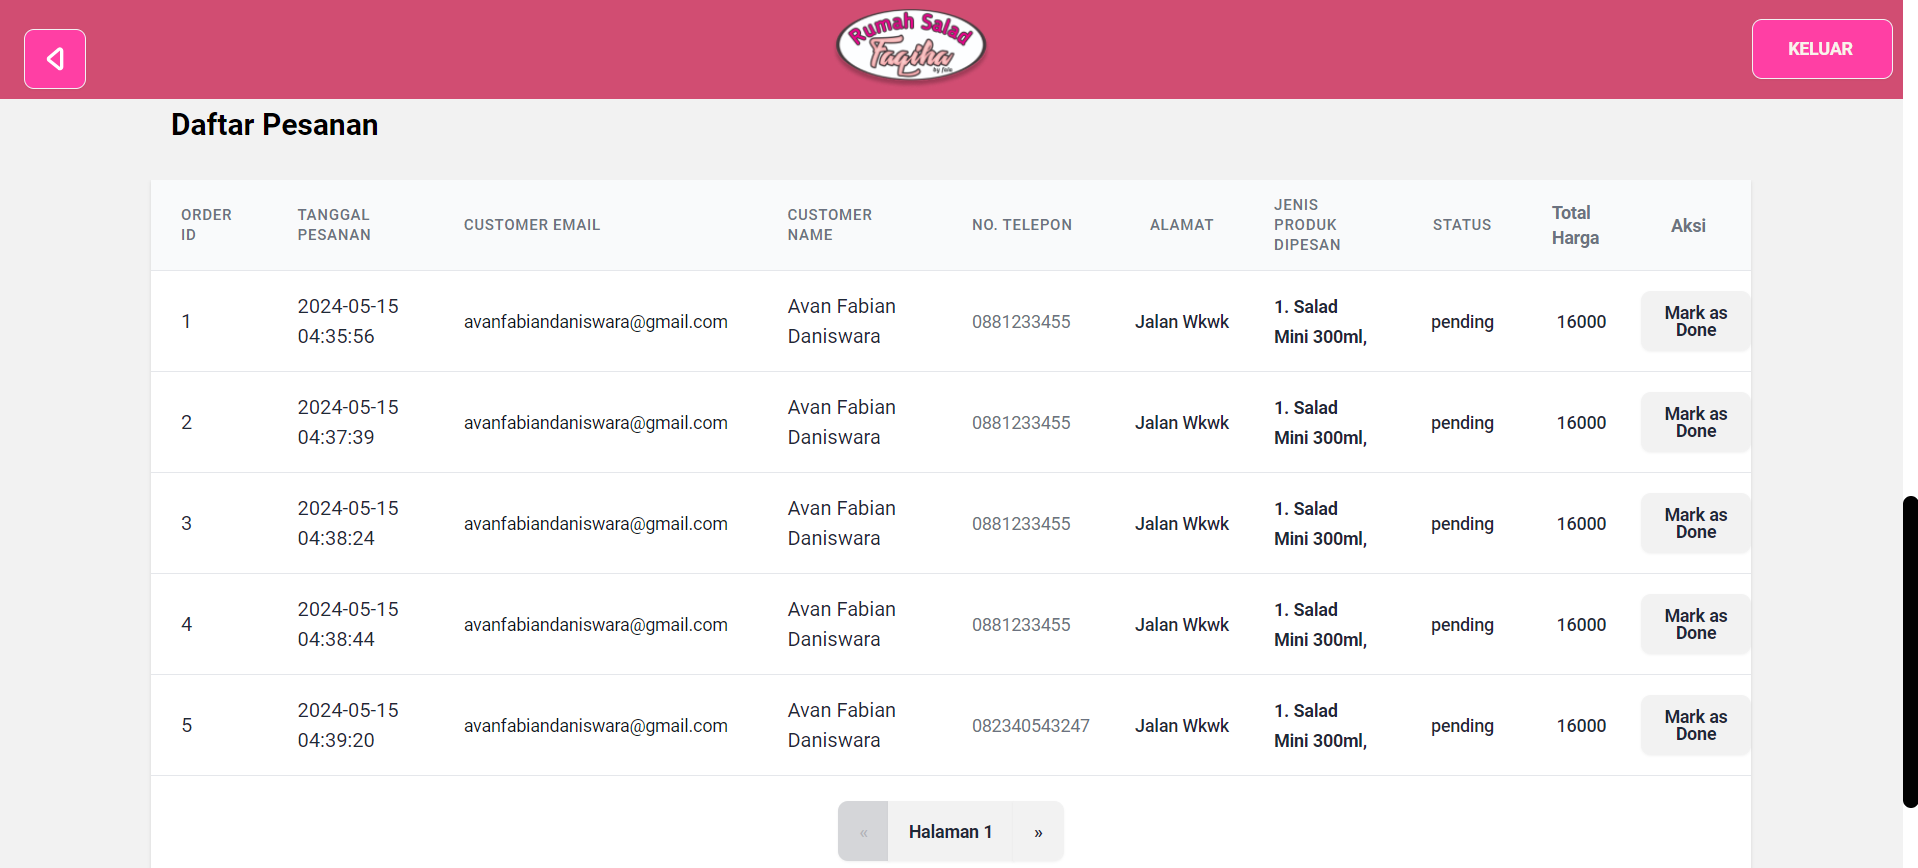 Rumah Salad
Faqiha
by fais
KELUAR
Daftar Pesanan
ORDER ID
TANGGAL PESANAN
CUSTOMER EMAIL
CUSTOMER NAME
NO. TELEPON
ALAMAT
JENIS PRODUK DIPESAN
STATUS
Total Harga
Aksi
1
2024-05-15 04:35:56
avanfabiandaniswara@gmail.com
Avan Fabian Daniswara
0881233455
Jalan Wkwk
1. Salad Mini 300ml,
pending
16000
Mark as Done
2
2024-05-15 04:37:39
avanfabiandaniswara@gmail.com
Avan Fabian Daniswara
0881233455
Jalan Wkwk
1. Salad Mini 300ml,
pending
16000
Mark as Done
3
2024-05-15 04:38:24
avanfabiandaniswara@gmail.com
Avan Fabian Daniswara
0881233455
Jalan Wkwk
1. Salad Mini 300ml,
pending
16000
Mark as Done
4
2024-05-15 04:38:44
avanfabiandaniswara@gmail.com
Avan Fabian Daniswara
0881233455
Jalan Wkwk
1. Salad Mini 300ml,
pending
16000
Mark as Done
5
2024-05-15 04:39:20
avanfabiandaniswara@gmail.com
Avan Fabian Daniswara
082340543247
Jalan Wkwk
1. Salad Mini 300ml,
pending
16000
Mark as Done
« Halaman 1 »